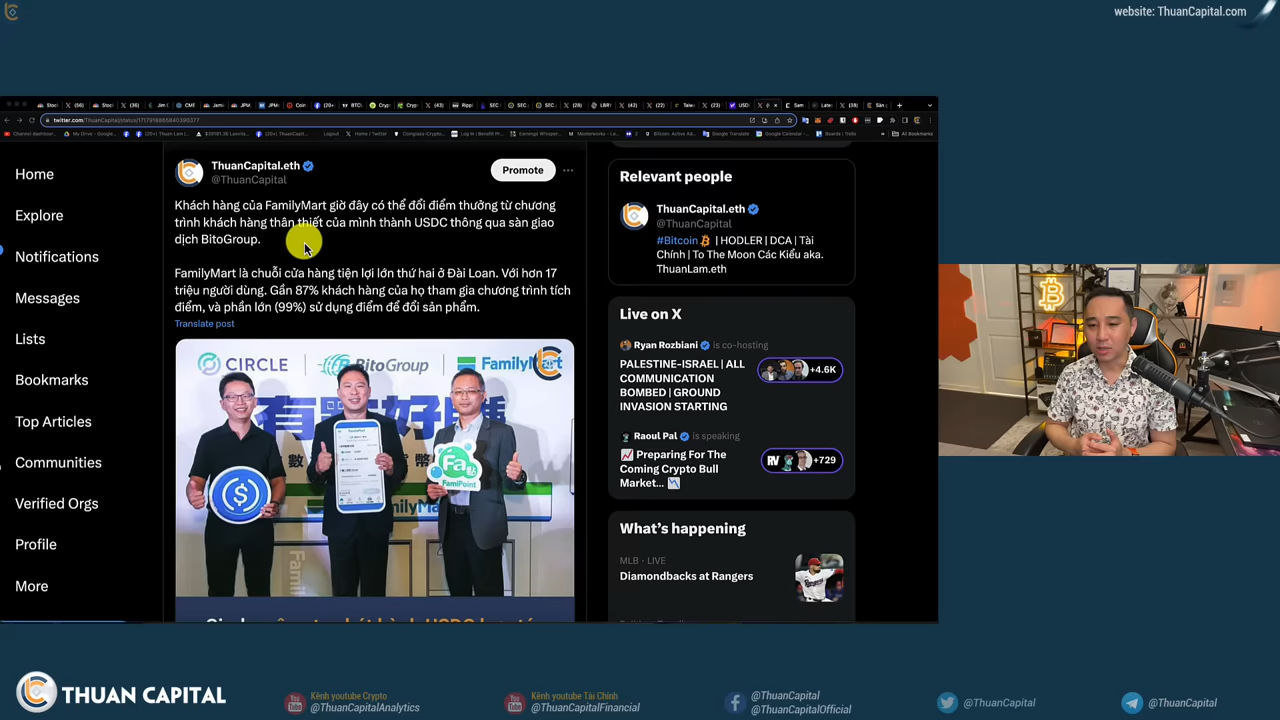 website: ThuanCapital.com
twitter.com/ThuanCapital/status/1717916865840390377
Home
Explore
Notifications
Messages
Lists
Bookmarks
Top Articles
Communities
Verified Orgs
Profile
More
ThuanCapital.eth
@ThuanCapital
Promote
Khách hàng của FamilyMart giờ đây có thể đổi điểm thưởng từ chương
trình khách hàng thân thiết của mình thành USDC thông qua sàn giao
dịch BitoGroup.
FamilyMart là chuỗi cửa hàng tiện lợi lớn thứ hai ở Đài Loan. Với hơn 17
triệu người dùng. Gần 87% khách hàng của họ tham gia chương trình tích
điểm, và phần lớn (99%) sử dụng điểm để đổi sản phẩm.
Translate post
CIRCLE
BitoGroup
FamilyMart
Fa
FamiPoint
Relevant people
ThuanCapital.eth
@ThuanCapital
#Bitcoin | HODLER | DCA | Tài
Chính | To The Moon Các Kiểu aka.
ThuanLam.eth
Live on X
Ryan Rozbiani is co-hosting
PALESTINE-ISRAEL | ALL
COMMUNICATION
BOMBED | GROUND
INVASION STARTING
+4.6K
Raoul Pal is speaking
Preparing For The
Coming Crypto Bull
Market...
+729
What's happening
MLB · LIVE
Diamondbacks at Rangers
THUAN CAPITAL
Kênh youtube Crypto
@ThuanCapitalAnalytics
Kênh youtube Tài Chính
@ThuanCapitalFinancial
@ThuanCapital
@ThuanCapitalOfficial
@ThuanCapital
@ThuanCapital